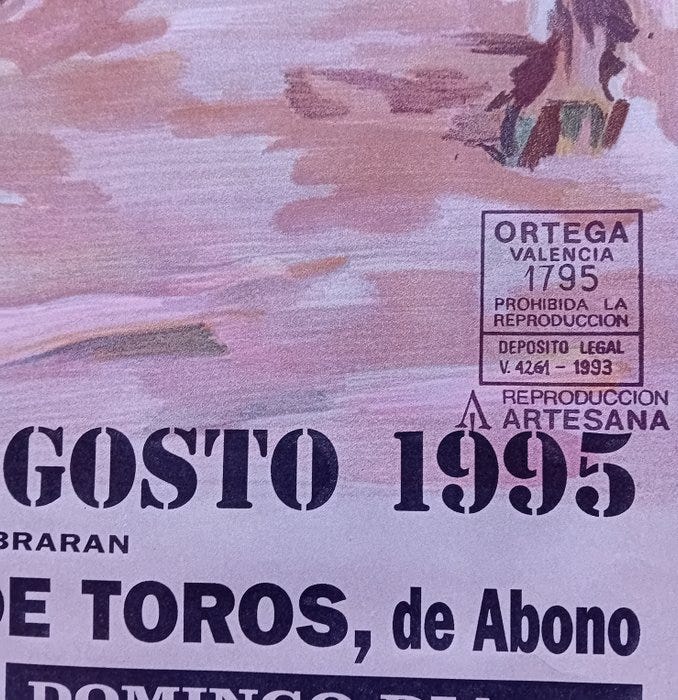 ORTEGA
VALENCIA
1795
PROHIBIDA LA
REPRODUCCION
DEPOSITO LEGAL
V. 4261 - 1993
REPRODUCCION
ARTESANA
GOSTO 1995
BRARAN
DE TOROS, de Abono
DOMINGO